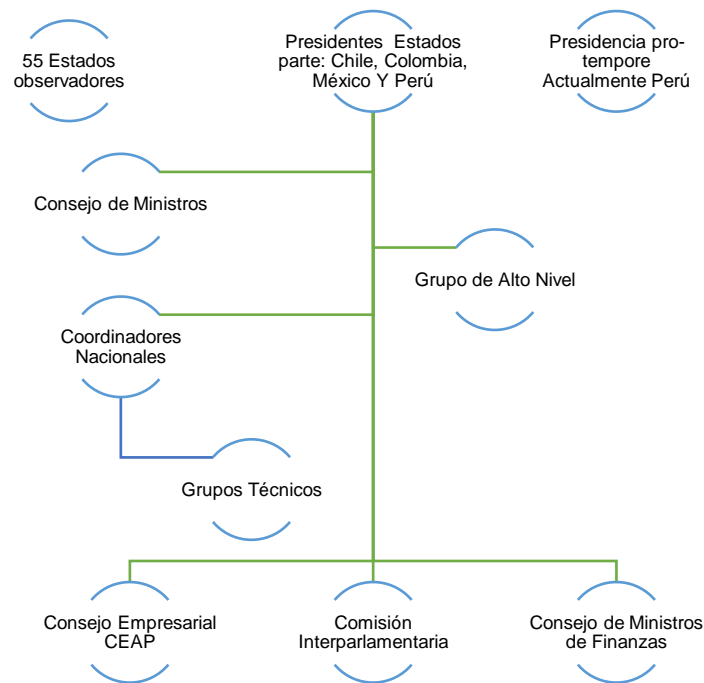 55 Estados
observadores
Presidentes Estados
parte: Chile, Colombia,
México Y Perú
Presidencia pro-
tempore
Actualmente Perú
Consejo de Ministros
Grupo de Alto Nivel
Coordinadores
Nacionales
Grupos Técnicos
Consejo Empresarial
CEAP
Comisión
Interparlamentaria
Consejo de Ministros
de Finanzas